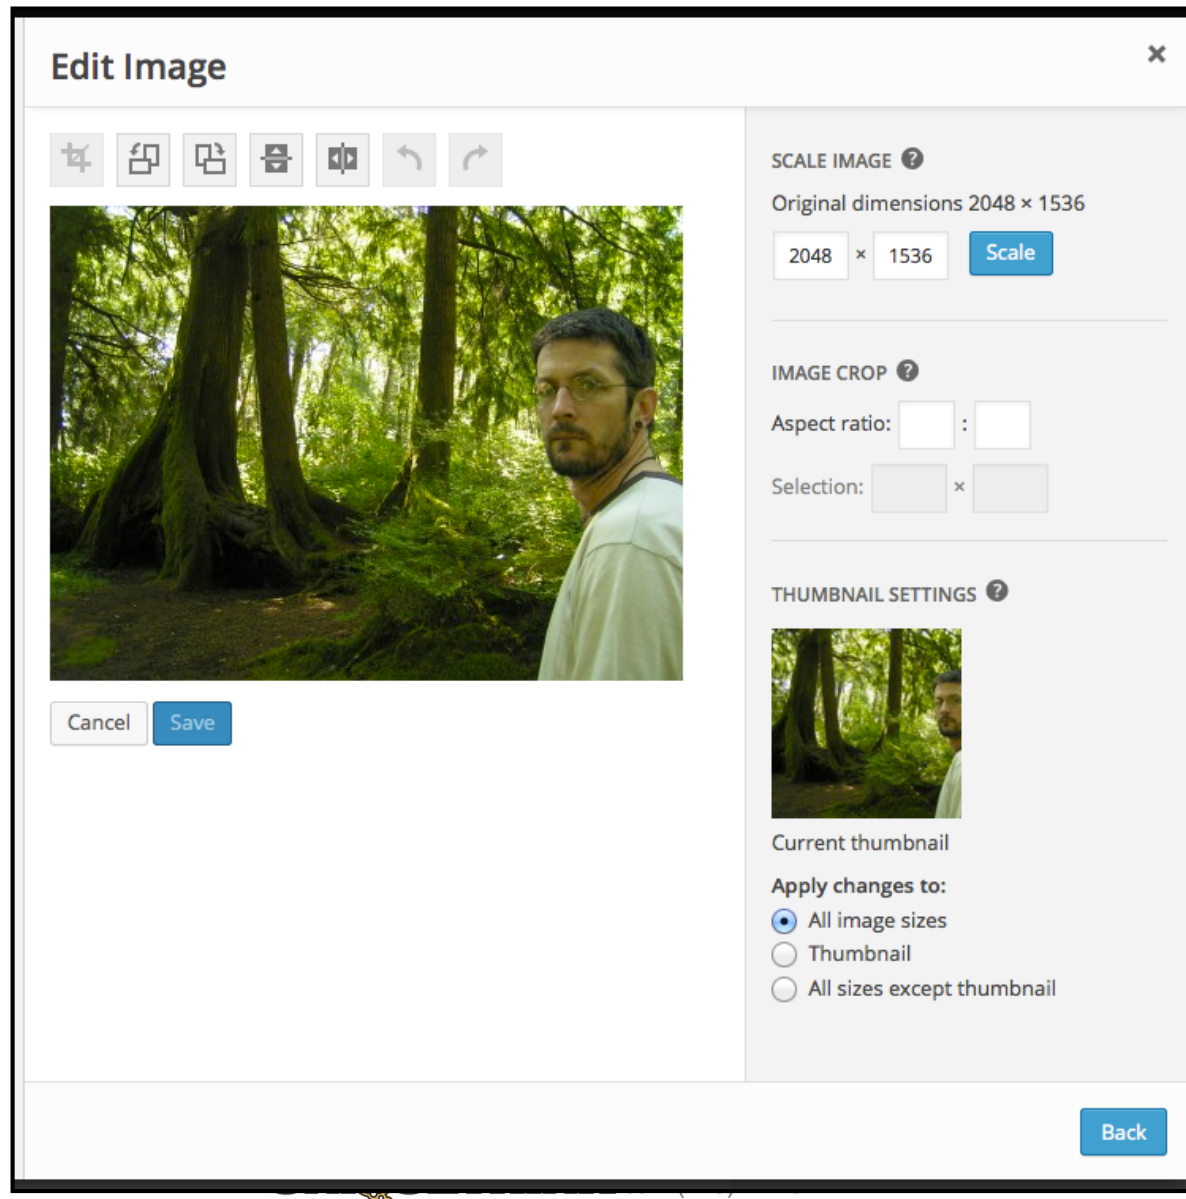 Edit Image
×
SCALE IMAGE ?
Original dimensions 2048 × 1536
2048 × 1536 Scale
IMAGE CROP ?
Aspect ratio: :
Selection: ×
THUMBNAIL SETTINGS ?
Current thumbnail
Apply changes to:
All image sizes
Thumbnail
All sizes except thumbnail
Cancel Save
Back